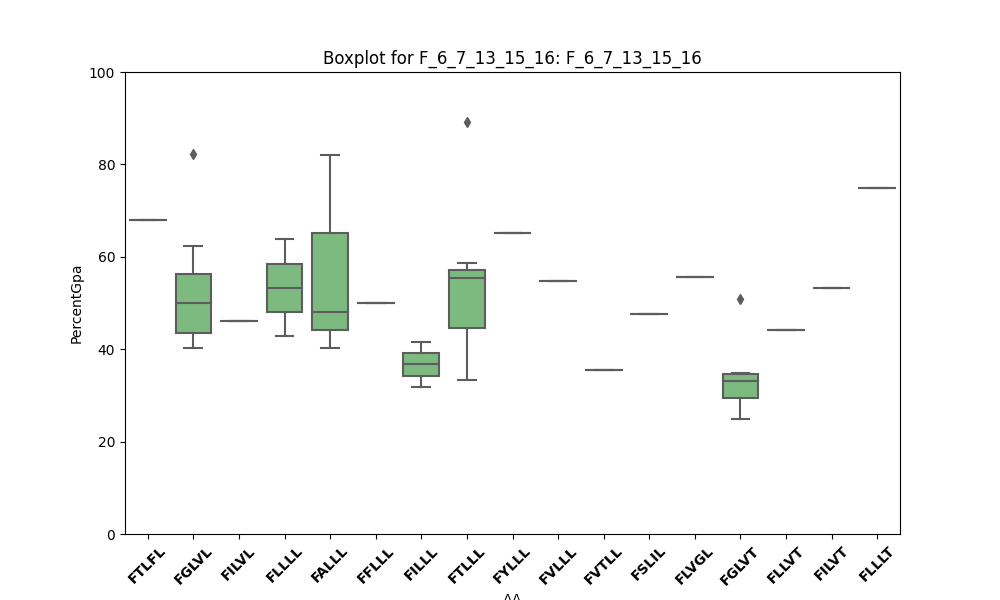 Boxplot for F_6_7_13_15_16: F_6_7_13_15_16
100
80
60
40
20
0
PercentGpa
FTLFL
FGLVL
FILVL
FLLLL
FALLL
FFLLL
FILLL
FTLLL
FYLLL
FVLLL
FVTLL
FSLIL
FLVGL
FGLVT
FLLVT
FILVT
FLLLT
AA